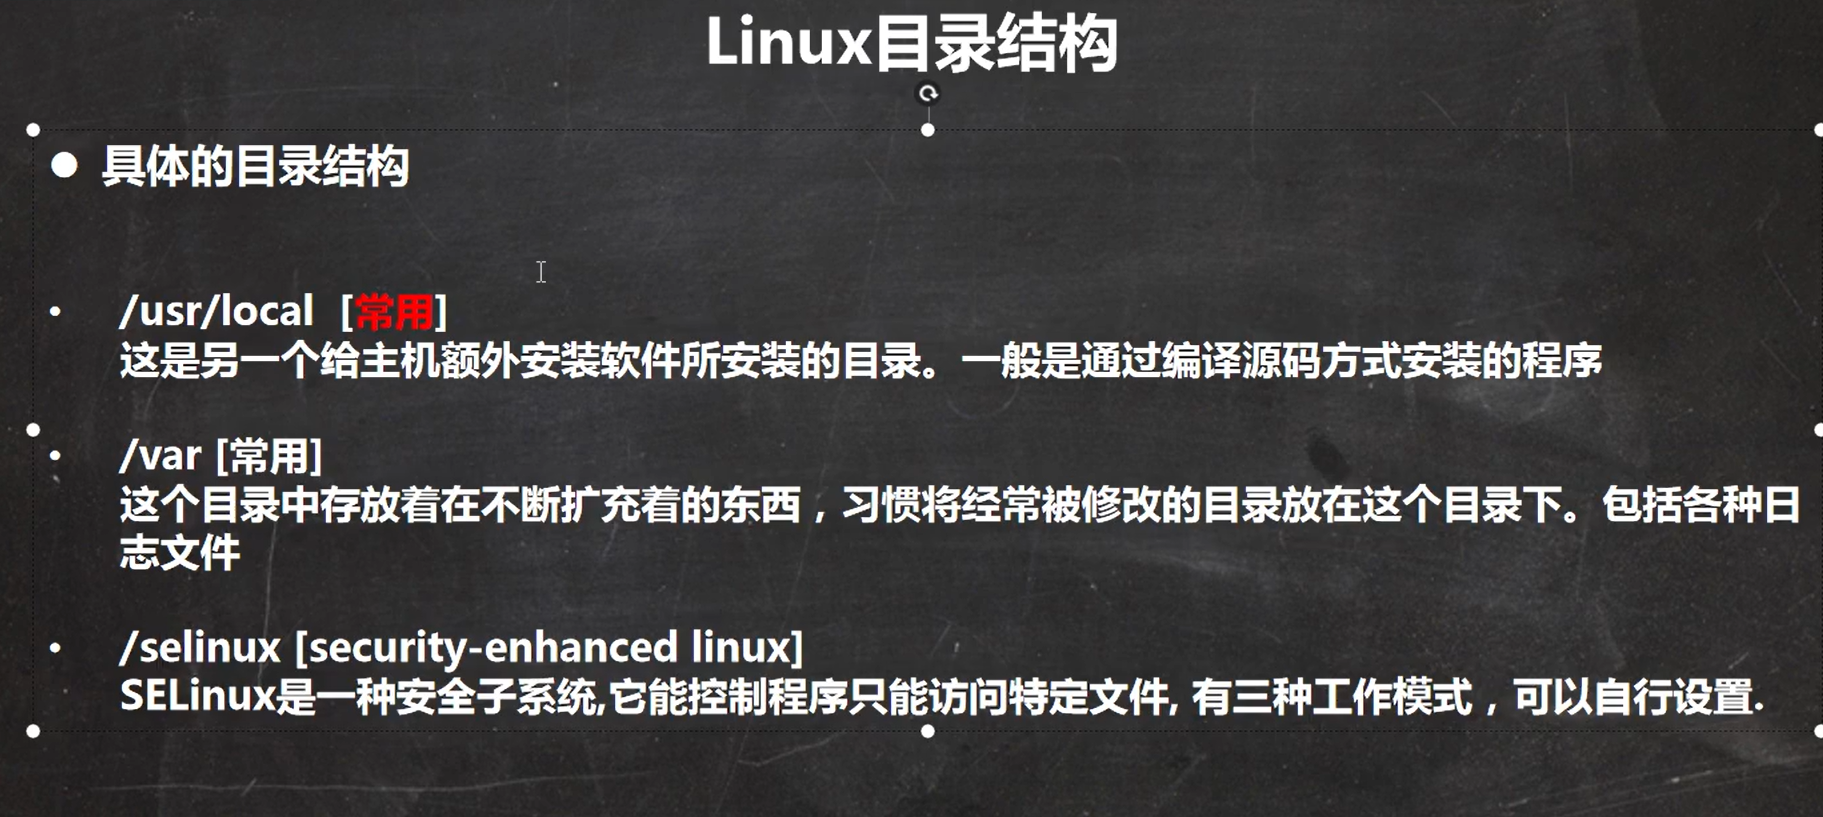 Linux目录结构
● 具体的目录结构
• /usr/local [常用]
这是另一个给主机额外安装软件所安装的目录。一般是通过编译源码方式安装的程序
• /var [常用]
这个目录中存放着在不断扩充着的东西，习惯将经常被修改的目录放在这个目录下。包括各种日
志文件
• /selinux [security-enhanced linux]
SELinux是一种安全子系统,它能控制程序只能访问特定文件, 有三种工作模式，可以自行设置.